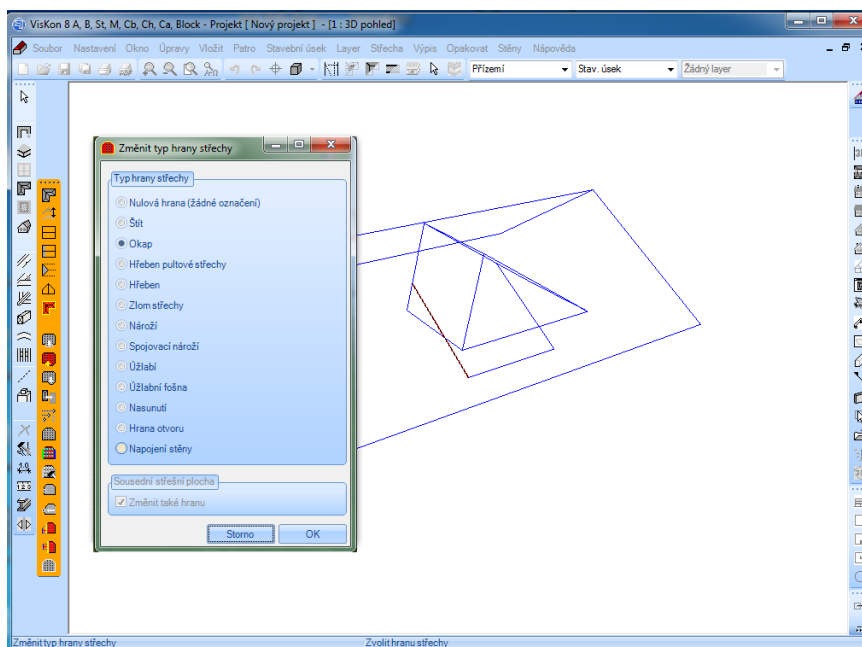 VisKon 8 A, B, St, M, Cb, Ch, Ca, Block - Projekt [ Nový projekt ] - [1 : 3D pohled]
Soubor Nastavení Okno Úpravy Vložit Patro Stavební úsek Layer Střecha Výpis Opakovat Stěny Nápověda
Přízemí Stav. úsek Žádný layer
Změnit typ hrany střechy
Typ hrany střechy
Nulová hrana (žádné označení)
Štít
Okap
Hřeben pultové střechy
Hřeben
Zlom střechy
Nároží
Spojovací nároží
Úžlabí
Úžlabní fošna
Nasunutí
Hrana otvoru
Napojení stěny
Sousední střešní plocha
Změnit také hranu
Storno OK
Změnit typ hrany střechy Zvolit hranu střechy